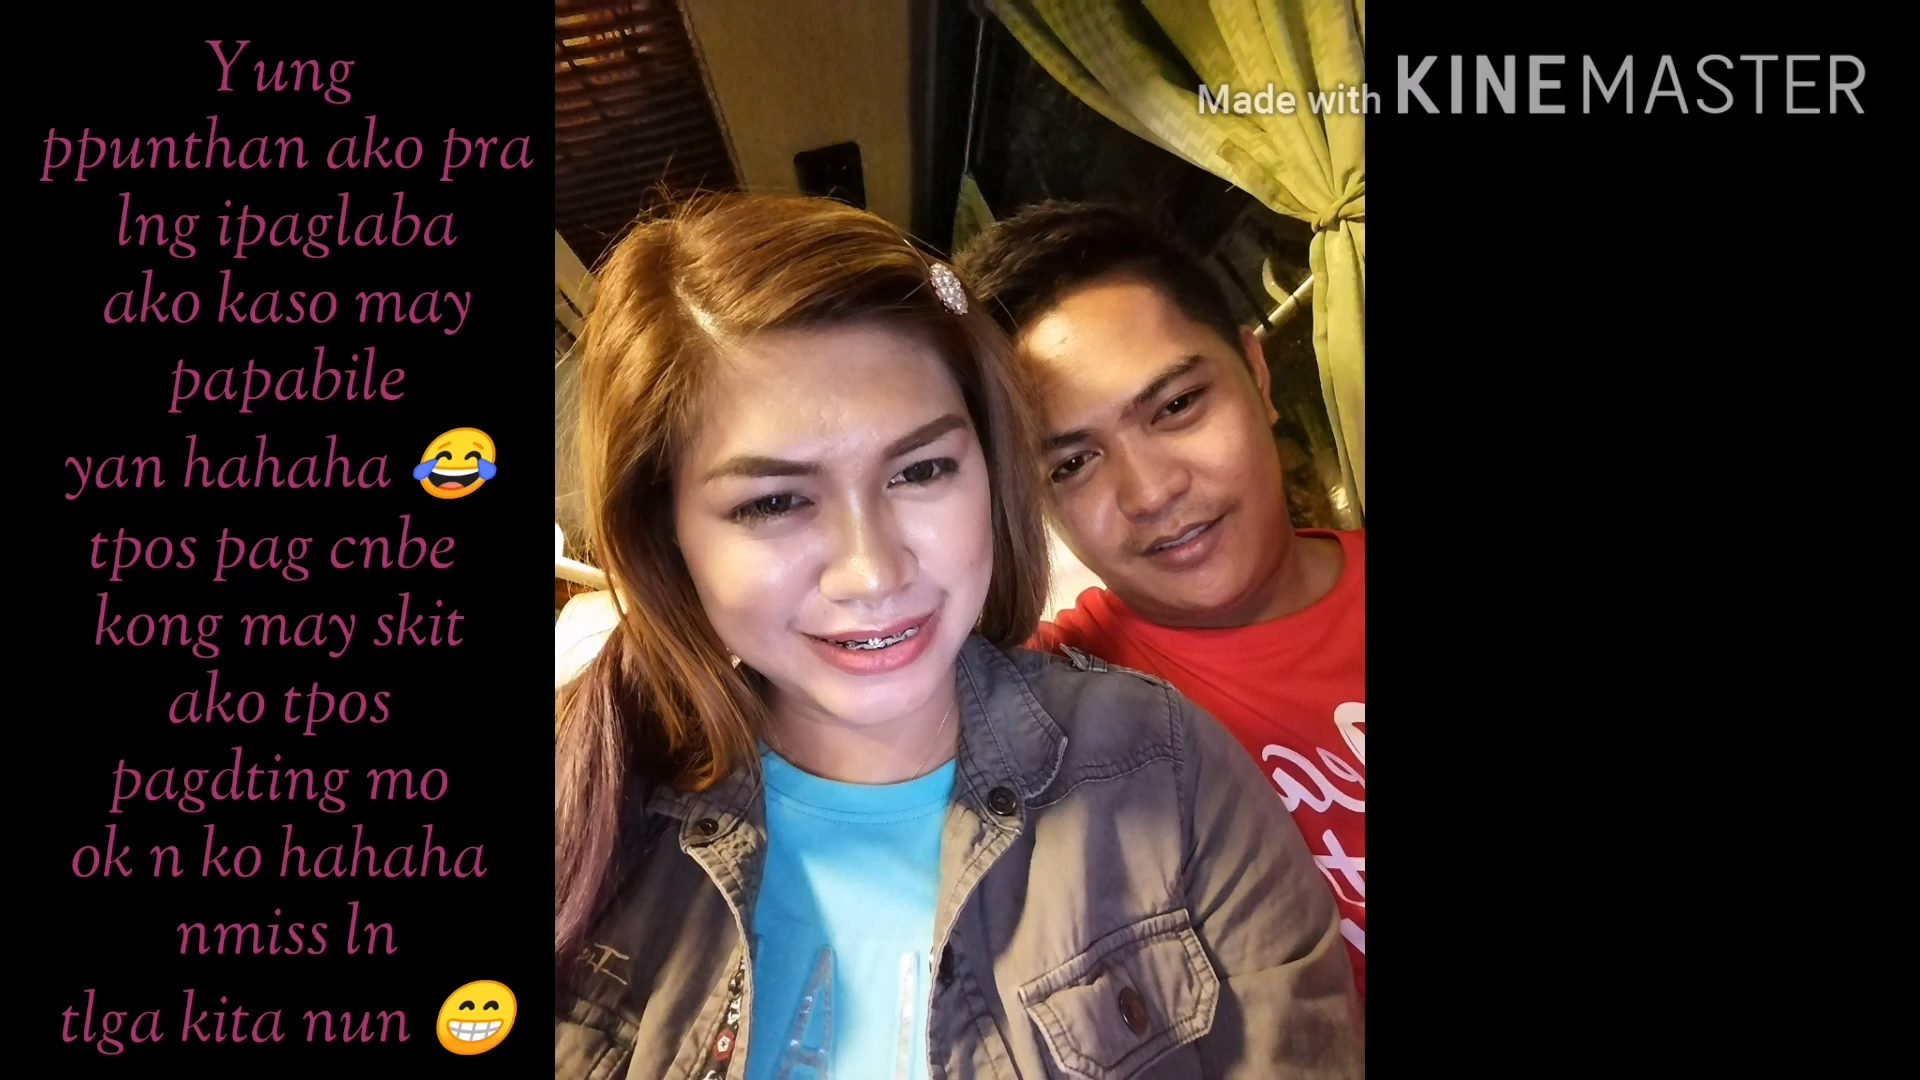 Yung
ppunthan ako pra
lng ipaglaba
ako kaso may
papabile
yan hahaha 😂
tpos pag cnbe
kong may skit
ako tpos
pagdting mo
ok n ko hahaha
nmiss ln
tlga kita nun 😁
Made with KINEMASTER